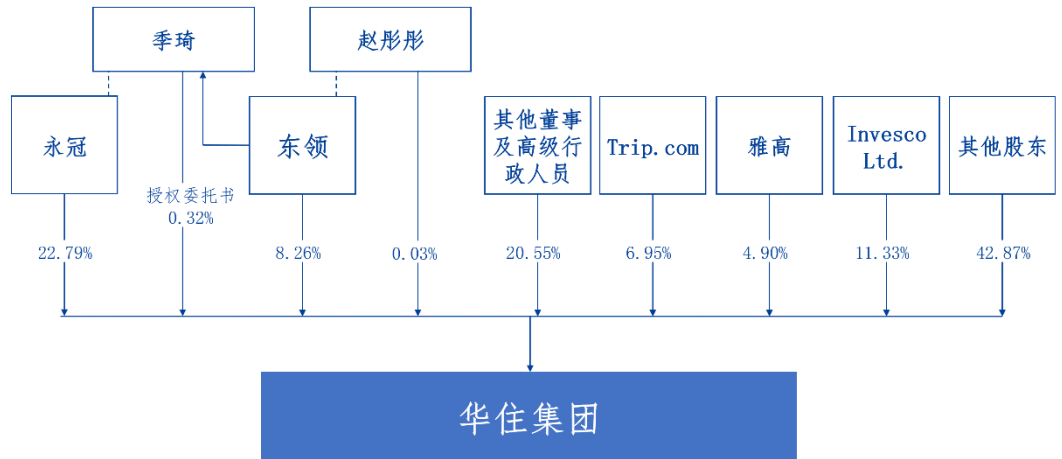 季琦
赵彤彤
永冠
东领
其他董事
及高级行
政人员
Trip.com
雅高
Invesco
Ltd.
其他股东
授权委托书
0.32%
22.79%
8.26%
0.03%
20.55%
6.95%
4.90%
11.33%
42.87%
华住集团